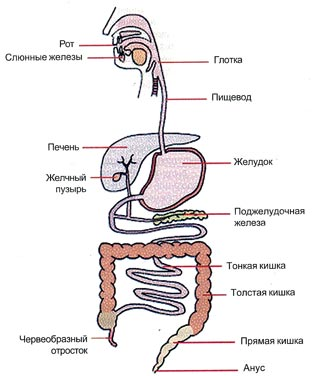 Рот
Слюнные железы
Глотка
Пищевод
Печень
Желчный
пузырь
Желудок
Поджелудочная
железа
Тонкая кишка
Толстая кишка
Червеобразный
отросток
Прямая кишка
Анус